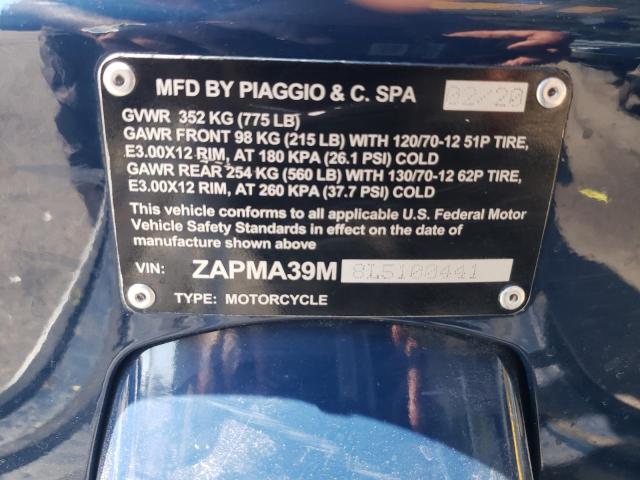 MFD BY PIAGGIO & C. SPA 02/20
GVWR 352 KG (775 LB)
GAWR FRONT 98 KG (215 LB) WITH 120/70-12 51P TIRE,
E3.00X12 RIM, AT 180 KPA (26.1 PSI) COLD
GAWR REAR 254 KG (560 LB) WITH 130/70-12 62P TIRE,
E3.00X12 RIM, AT 260 KPA (37.7 PSI) COLD
This vehicle conforms to all applicable U.S. Federal Motor
Vehicle Safety Standards in effect on the date of
manufacture shown above
VIN: ZAPMA39M 8L5100441
TYPE: MOTORCYCLE